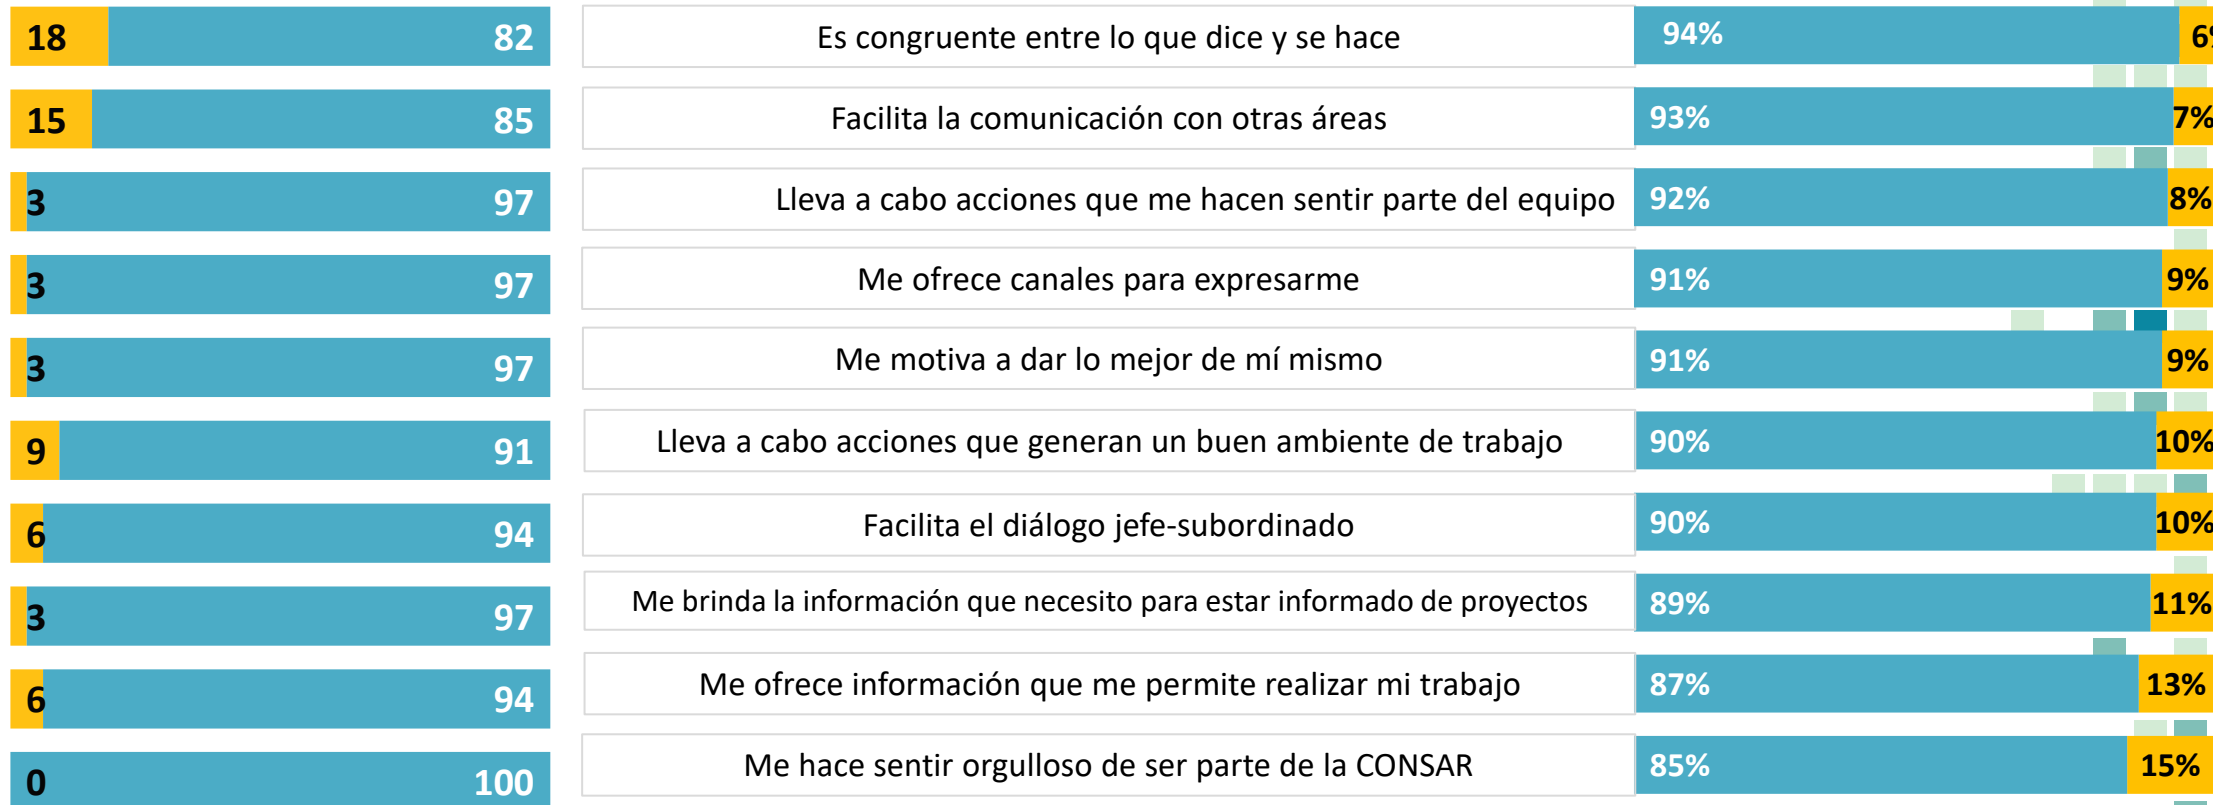 18 82 Es congruente entre lo que dice y se hace 94% 6%
15 85 Facilita la comunicación con otras áreas 93% 7%
3 97 Lleva a cabo acciones que me hacen sentir parte del equipo 92% 8%
3 97 Me ofrece canales para expresarme 91% 9%
3 97 Me motiva a dar lo mejor de mí mismo 91% 9%
9 91 Lleva a cabo acciones que generan un buen ambiente de trabajo 90% 10%
6 94 Facilita el diálogo jefe-subordinado 90% 10%
3 97 Me brinda la información que necesito para estar informado de proyectos 89% 11%
6 94 Me ofrece información que me permite realizar mi trabajo 87% 13%
0 100 Me hace sentir orgulloso de ser parte de la CONSAR 85% 15%